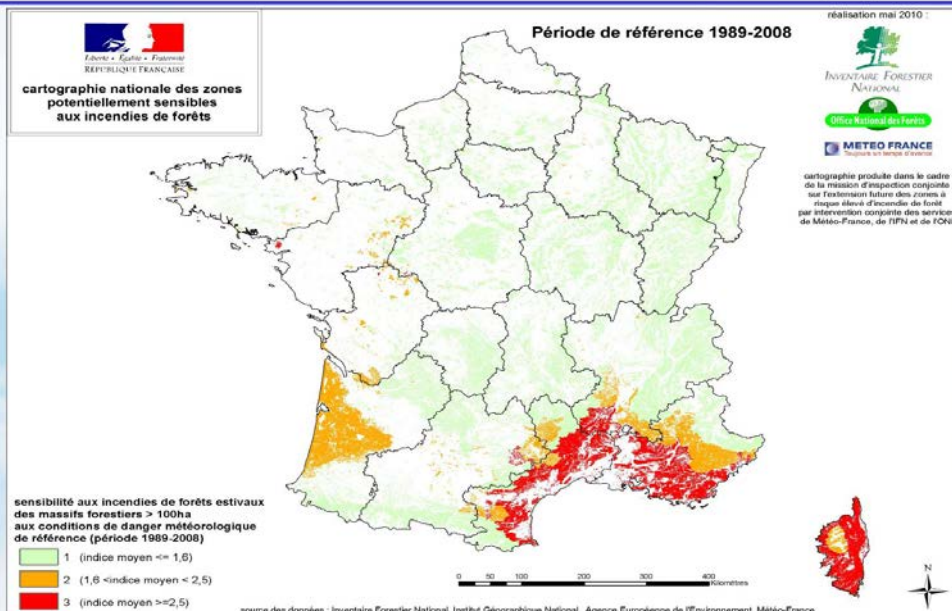 Liberté • Égalité • Fraternité
RÉPUBLIQUE FRANÇAISE
cartographie nationale des zones
potentiellement sensibles
aux incendies de forêts
Période de référence 1989-2008
réalisation mai 2010 :
INVENTAIRE FORESTIER
NATIONAL
Office National des Forêts
METEO FRANCE
Toujours un temps d'avance
cartographie produite dans le cadre
de la mission d'inspection conjointe
sur l'extension future des zones à
risque élevé d'incendie de forêt
par intervention conjointe des services
de Météo-France, de l'IFN et de l'ON
sensibilité aux incendies de forêts estivaux
des massifs forestiers > 100ha
aux conditions de danger météorologique
de référence (période 1989-2008)
1 (indice moyen <= 1,6)
2 (1,6 <indice moyen < 2,5)
3 (indice moyen >=2,5)
0 50 100 200 300 400
Kilomètres
N
source des données : Inventaire Forestier National, Institut Géographique National, Agence Européenne de l'Environnement, Météo-France